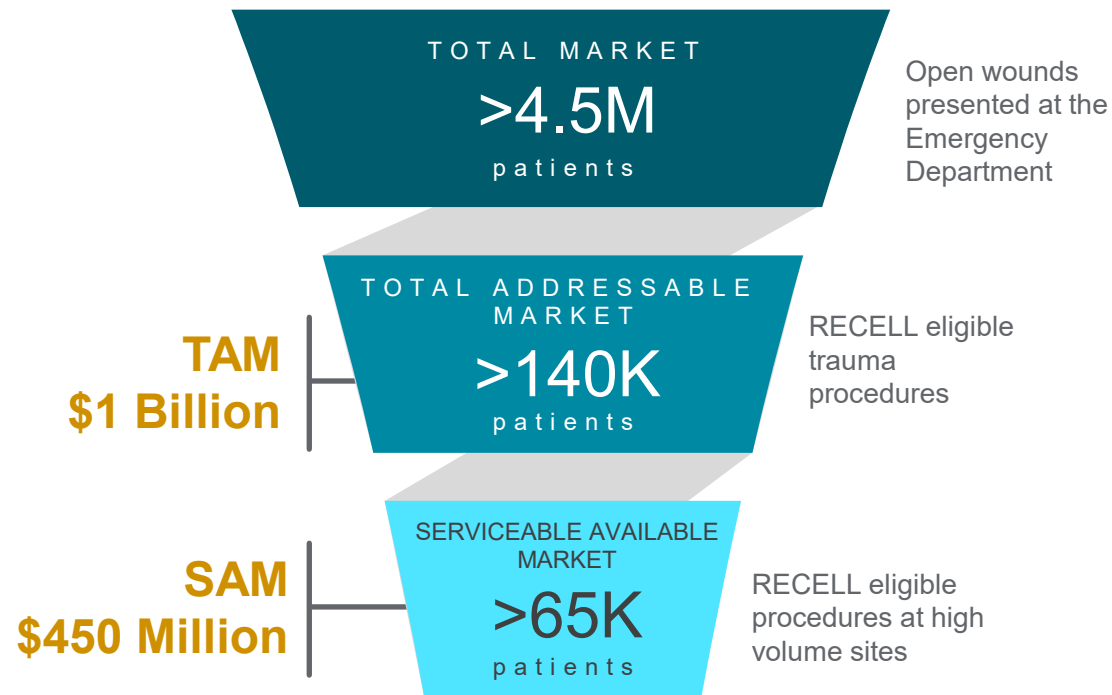 TOTAL MARKET
>4.5M
patients
Open wounds
presented at the
Emergency
Department
TOTAL ADDRESSABLE
MARKET
>140K
patients
TAM
$1 Billion
RECELL eligible
trauma
procedures
SERVICEABLE AVAILABLE
MARKET
>65K
patients
SAM
$450 Million
RECELL eligible
procedures at high
volume sites